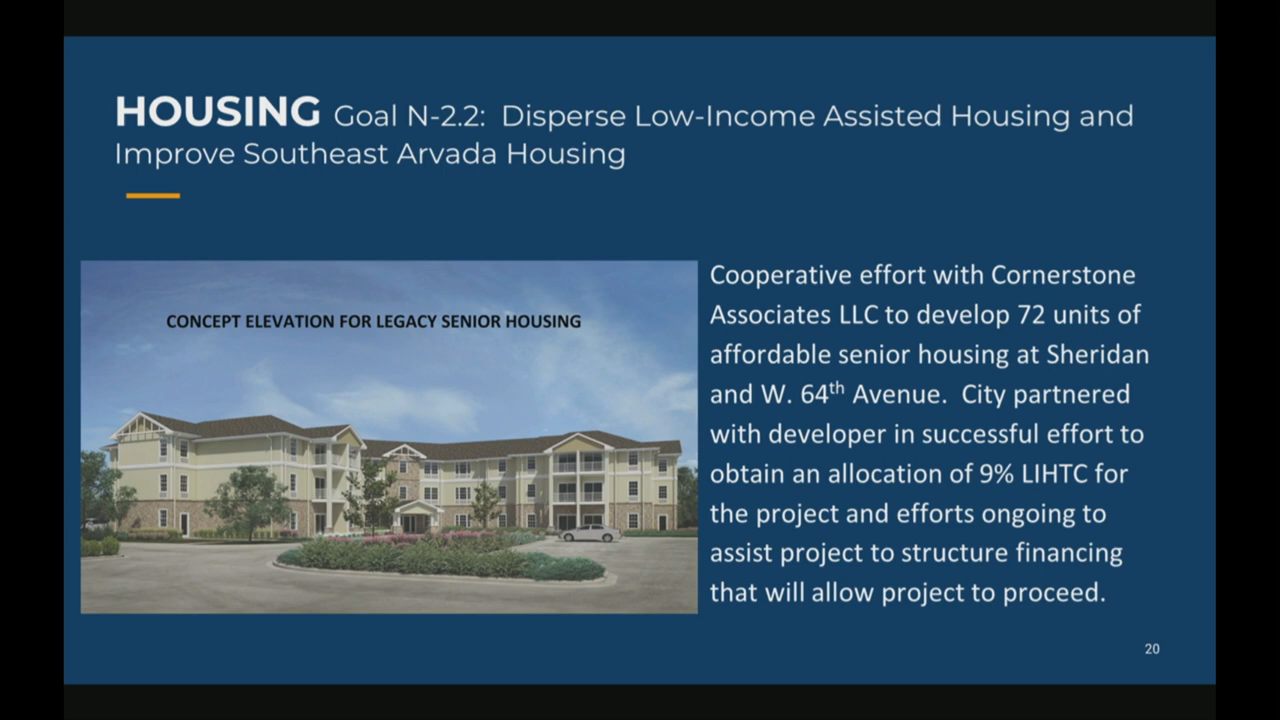 HOUSING Goal N-2.2:  Disperse Low-Income Assisted Housing and
Improve Southeast Arvada Housing
CONCEPT ELEVATION FOR LEGACY SENIOR HOUSING
Cooperative effort with Cornerstone
Associates LLC to develop 72 units of
affordable senior housing at Sheridan
and W. 64th Avenue.  City partnered
with developer in successful effort to
obtain an allocation of 9% LIHTC for
the project and efforts ongoing to
assist project to structure financing
that will allow project to proceed.
20